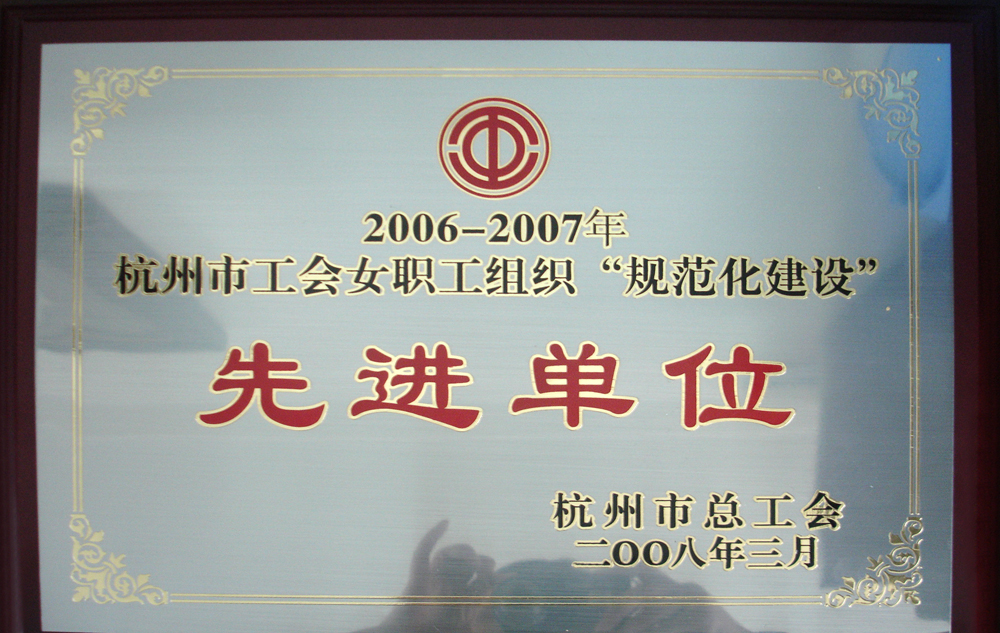 2006-2007年
杭州市工会女职工组织“规范化建设”
先进单位
杭州市总工会
二OO八年三月